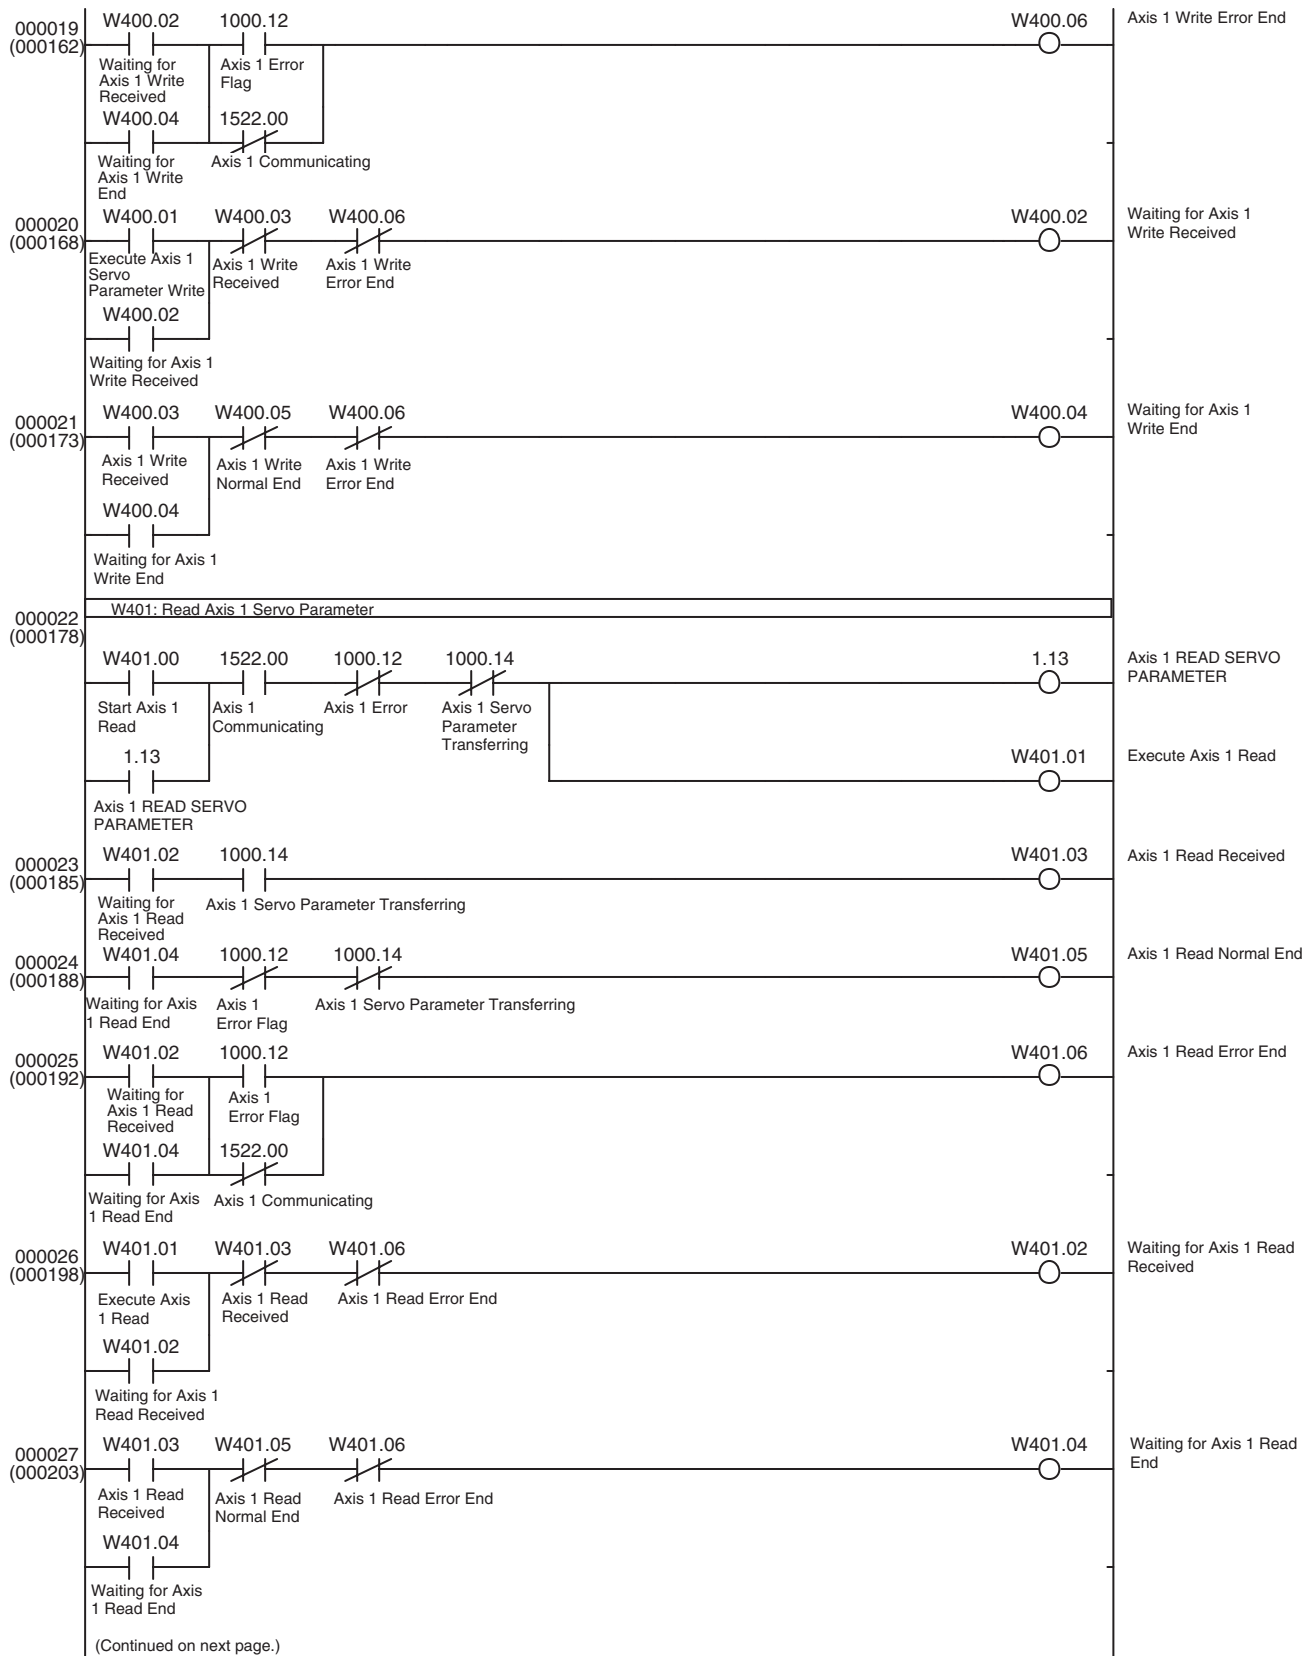 000019
(000162)
W400.02 1000.12 W400.06 Axis 1 Write Error End
Waiting for
Axis 1 Write
Received
Axis 1 Error
Flag
W400.04 1522.00
Waiting for
Axis 1 Write
End
Axis 1 Communicating
000020
(000168)
W400.01 W400.03 W400.06 W400.02 Waiting for Axis 1
Write Received
Execute Axis 1
Servo
Parameter Write
Axis 1 Write
Received
Axis 1 Write
Error End
W400.02
Waiting for Axis 1
Write Received
000021
(000173)
W400.03 W400.05 W400.06 W400.04 Waiting for Axis 1
Write End
Axis 1 Write
Received
Axis 1 Write
Normal End
Axis 1 Write
Error End
W400.04
Waiting for Axis 1
Write End
000022
(000178)
W401: Read Axis 1 Servo Parameter
W401.00 1522.00 1000.12 1000.14 1.13 Axis 1 READ SERVO
PARAMETER
Start Axis 1
Read
Axis 1
Communicating
Axis 1 Error
Axis 1 Servo
Parameter
Transferring
1.13 W401.01 Execute Axis 1 Read
Axis 1 READ SERVO
PARAMETER
000023
(000185)
W401.02 1000.14 W401.03 Axis 1 Read Received
Waiting for
Axis 1 Read
Received
Axis 1 Servo Parameter Transferring
000024
(000188)
W401.04 1000.12 1000.14 W401.05 Axis 1 Read Normal End
Waiting for Axis
1 Read End
Axis 1
Error Flag
Axis 1 Servo Parameter Transferring
000025
(000192)
W401.02 1000.12 W401.06 Axis 1 Read Error End
Waiting for
Axis 1 Read
Received
Axis 1
Error Flag
W401.04 1522.00
Waiting for Axis
1 Read End
Axis 1 Communicating
000026
(000198)
W401.01 W401.03 W401.06 W401.02 Waiting for Axis 1 Read
Received
Execute Axis
1 Read
Axis 1 Read
Received
Axis 1 Read Error End
W401.02
Waiting for Axis 1
Read Received
000027
(000203)
W401.03 W401.05 W401.06 W401.04 Waiting for Axis 1 Read
End
Axis 1 Read
Received
Axis 1 Read
Normal End
Axis 1 Read Error End
W401.04
Waiting for Axis
1 Read End
(Continued on next page.)